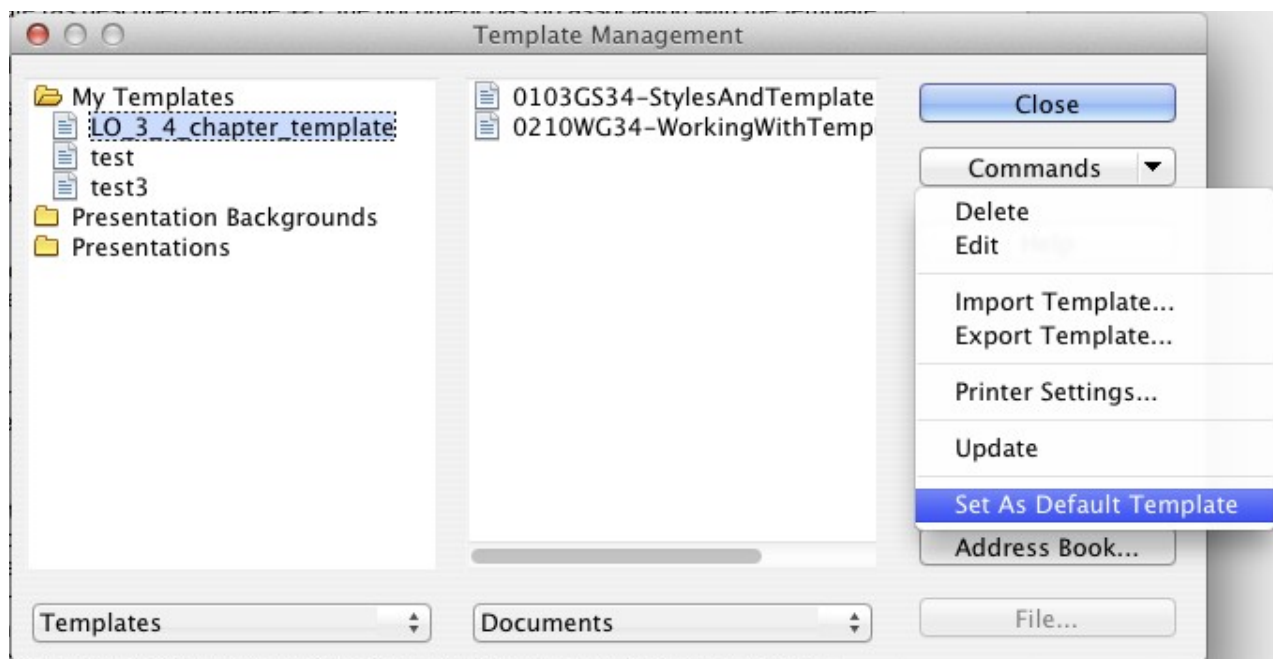 Template Management
My Templates
LO_3_4_chapter_template
test
test3
Presentation Backgrounds
Presentations
0103GS34-StylesAndTemplate
0210WG34-WorkingWithTemp
Close
Commands
Delete
Edit
Import Template...
Export Template...
Printer Settings...
Update
Set As Default Template
Address Book...
File...
Templates
Documents